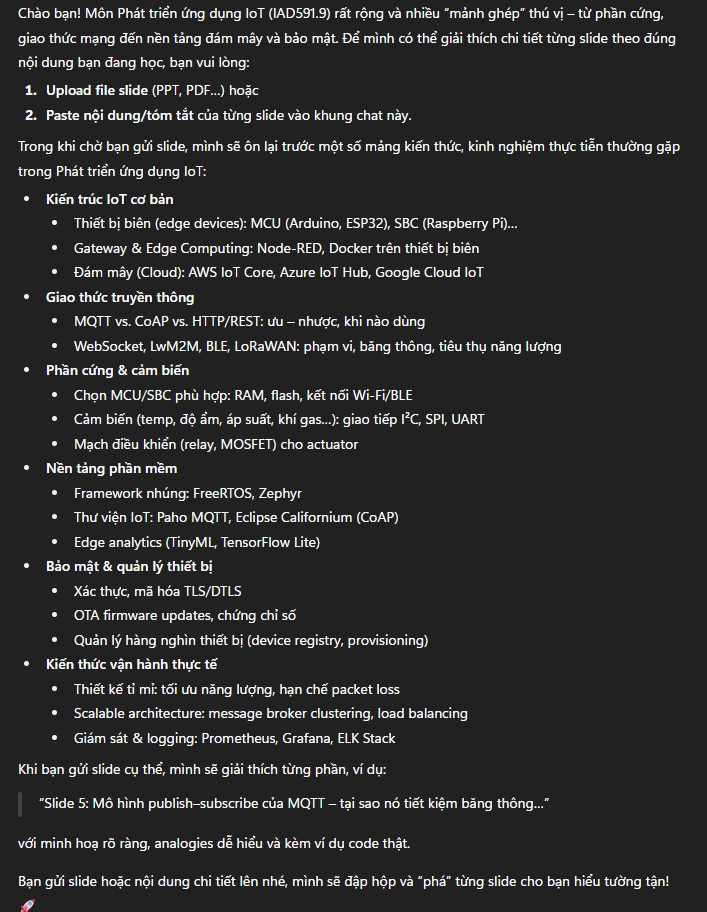 Chào bạn! Môn Phát triển ứng dụng IoT (IAD591.9) rất rộng và nhiều “mảnh ghép” thú vị – từ phần cứng,
giao thức mạng đến nền tảng đám mây và bảo mật. Để mình có thể giải thích chi tiết từng slide theo đúng
nội dung bạn đang học, bạn vui lòng:
1. Upload file slide (PPT, PDF…) hoặc
2. Paste nội dung/tóm tắt của từng slide vào khung chat này.
Trong khi chờ bạn gửi slide, mình sẽ ôn lại trước một số mảng kiến thức, kinh nghiệm thực tiễn thường gặp
trong Phát triển ứng dụng IoT:
• Kiến trúc IoT cơ bản
• Thiết bị biên (edge devices): MCU (Arduino, ESP32), SBC (Raspberry Pi)…
• Gateway & Edge Computing: Node-RED, Docker trên thiết bị biên
• Đám mây (Cloud): AWS IoT Core, Azure IoT Hub, Google Cloud IoT
• Giao thức truyền thông
• MQTT vs. CoAP vs. HTTP/REST: ưu – nhược, khi nào dùng
• WebSocket, LwM2M, BLE, LoRaWAN: phạm vi, băng thông, tiêu thụ năng lượng
• Phần cứng & cảm biến
• Chọn MCU/SBC phù hợp: RAM, flash, kết nối Wi-Fi/BLE
• Cảm biến (temp, độ ẩm, áp suất, khí gas…): giao tiếp I²C, SPI, UART
• Mạch điều khiển (relay, MOSFET) cho actuator
• Nền tảng phần mềm
• Framework nhúng: FreeRTOS, Zephyr
• Thư viện IoT: Paho MQTT, Eclipse Californium (CoAP)
• Edge analytics (TinyML, TensorFlow Lite)
• Bảo mật & quản lý thiết bị
• Xác thực, mã hóa TLS/DTLS
• OTA firmware updates, chứng chỉ số
• Quản lý hàng nghìn thiết bị (device registry, provisioning)
• Kiến thức vận hành thực tế
• Thiết kế tỉ mỉ: tối ưu năng lượng, hạn chế packet loss
• Scalable architecture: message broker clustering, load balancing
• Giám sát & logging: Prometheus, Grafana, ELK Stack
Khi bạn gửi slide cụ thể, mình sẽ giải thích từng phần, ví dụ:
“Slide 5: Mô hình publish–subscribe của MQTT – tại sao nó tiết kiệm băng thông…”
với minh hoạ rõ ràng, analogies dễ hiểu và kèm ví dụ code thật.
Bạn gửi slide hoặc nội dung chi tiết lên nhé, mình sẽ đập hộp và “phá” từng slide cho bạn hiểu tường tận!
🚀